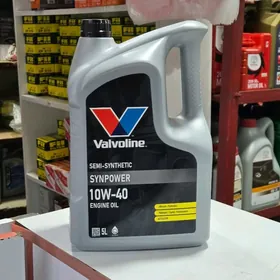 Valvoline
SEMI-SYNTHETIC
SYNPOWER
10W-40
ENGINE OIL
5L